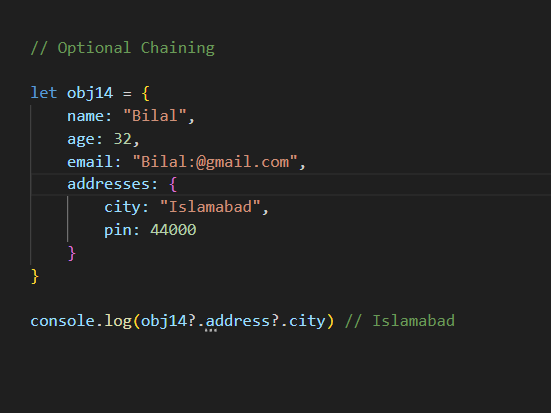 // Optional Chaining
let obj14 = {
name: "Bilal",
age: 32,
email: "Bilal:@gmail.com",
addresses: {
city: "Islamabad",
pin: 44000
}
}
console.log(obj14?.address?.city) // Islamabad